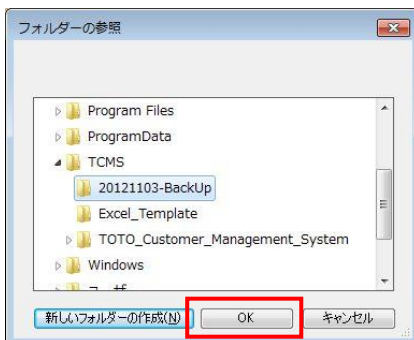 フォルダーの参照
Program Files
ProgramData
TCMS
20121103-BackUp
Excel_Template
TOTO_Customer_Management_System
Windows
新しいフォルダーの作成(N) OK キャンセル